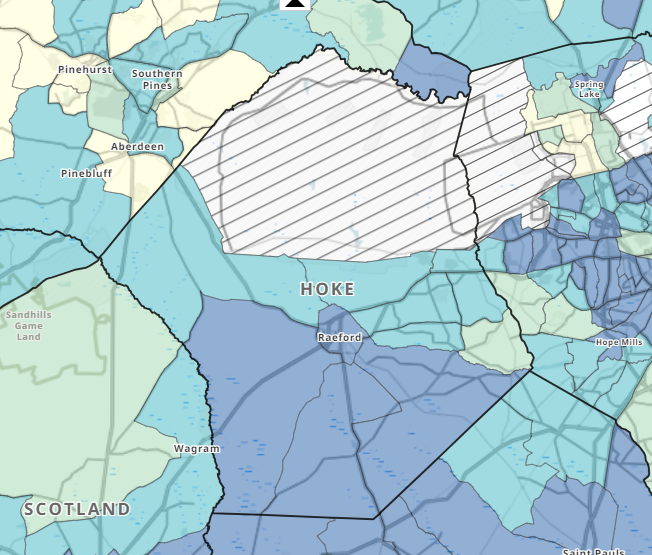 Pinehurst
Southern
Pines
Spring
Lake
Aberdeen
Pinebluff
HOKE
Sandhills
Game
Land
Raeford
Hope Mills
Wagram
SCOTLAND
Saint Pauls